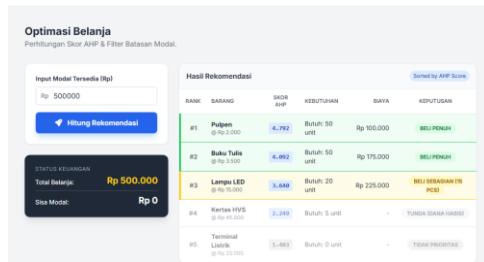 Optimasi Belanja
Perhitungan Skor AHP & Filter Batasan Modal.
Input Modal Tersedia (Rp)
Rp 500000
Hitung Rekomendasi
STATUS KEUANGAN
Total Belanja: Rp 500.000
Sisa Modal: Rp 0
Hasil Rekomendasi Sorted by AHP Score
RANK BARANG SKOR AHP KEBUTUHAN BIAYA KEPUTUSAN
#1 Pulpen 4.792 Butuh: 50 unit Rp 100.000 BELI PENUH
@ Rp 2.000
#2 Buku Tulis 4.092 Butuh: 50 unit Rp 175.000 BELI PENUH
@ Rp 3.500
#3 Lampu LED 3.640 Butuh: 20 unit Rp 225.000 BELI SEBAGIAN (15 PCS)
@ Rp 15.000
#4 Kertas HVS 2.240 Butuh: 5 unit - TUNDA (DANA HABIS)
@ Rp 45.000
#5 Terminal Listrik Butuh: 0 unit - TIDAK PRIORITAS